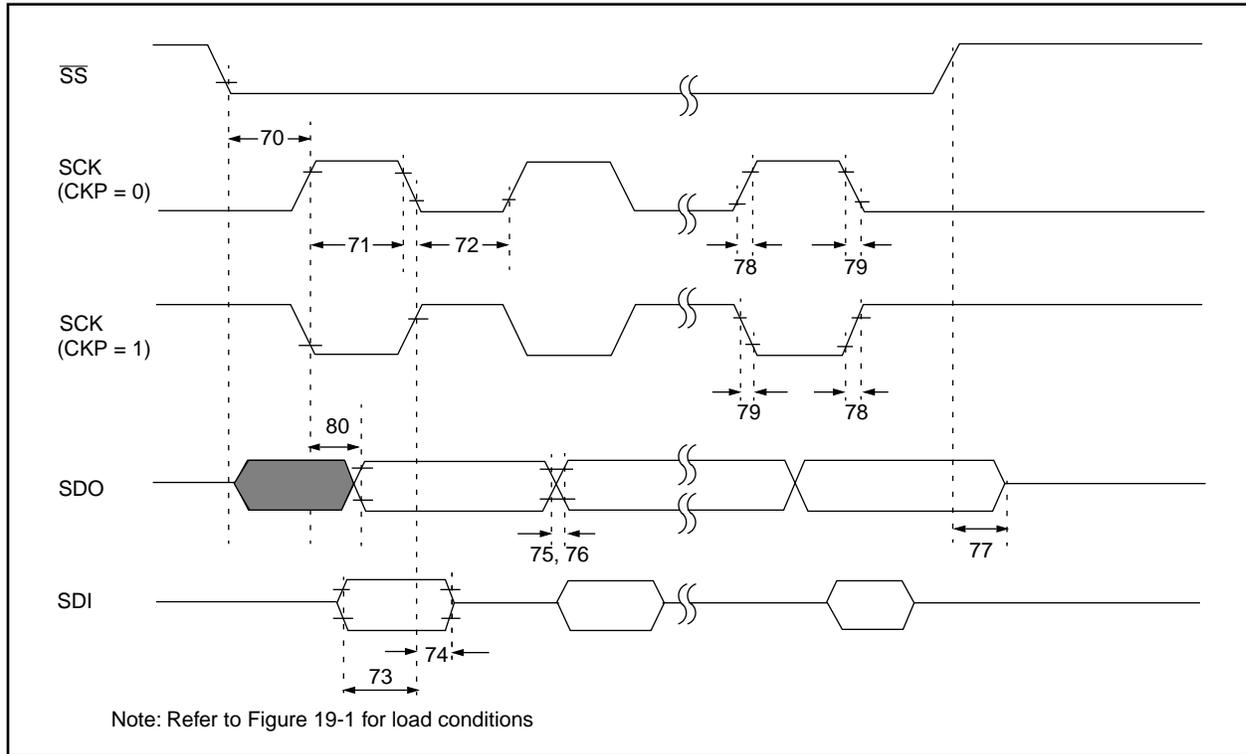 SS
70
SCK
(CKP = 0)
71
72
78
79
SCK
(CKP = 1)
79
78
80
SDO
75, 76
77
SDI
74
73
Note: Refer to Figure 19-1 for load conditions